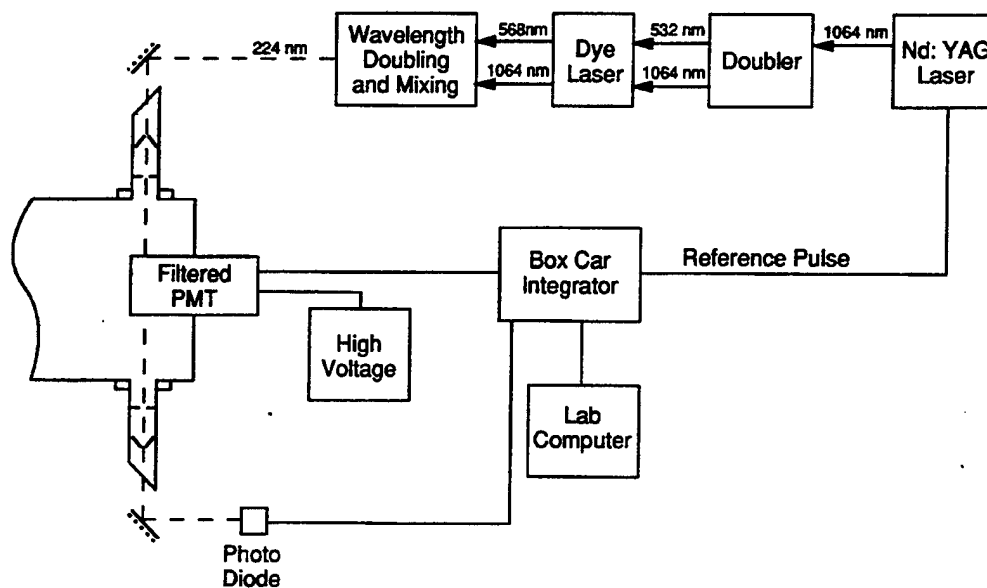 224 nm
Wavelength
Doubling
and Mixing
568nm
1064 nm
Dye
Laser
532 nm
1064 nm
Doubler
1064 nm
Nd: YAG
Laser
Filtered
PMT
High
Voltage
Box Car
Integrator
Reference Pulse
Lab
Computer
Photo
Diode